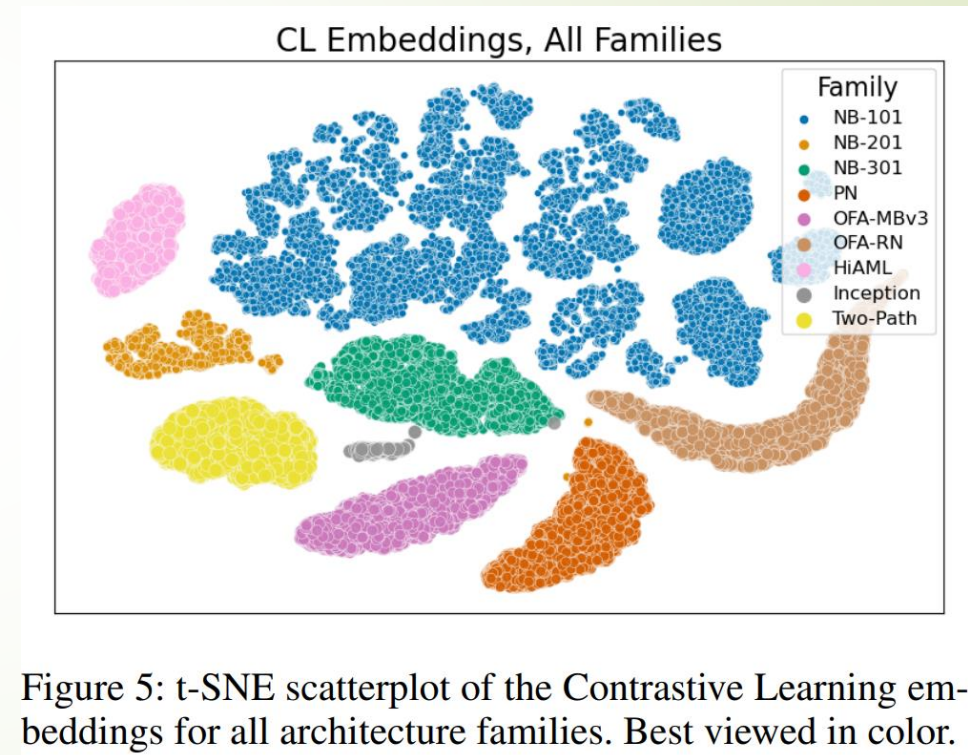 CL Embeddings, All Families
Family
NB-101
NB-201
NB-301
PN
OFA-MBv3
OFA-RN
HiAML
Inception
Two-Path
Figure 5: t-SNE scatterplot of the Contrastive Learning em-
beddings for all architecture families. Best viewed in color.